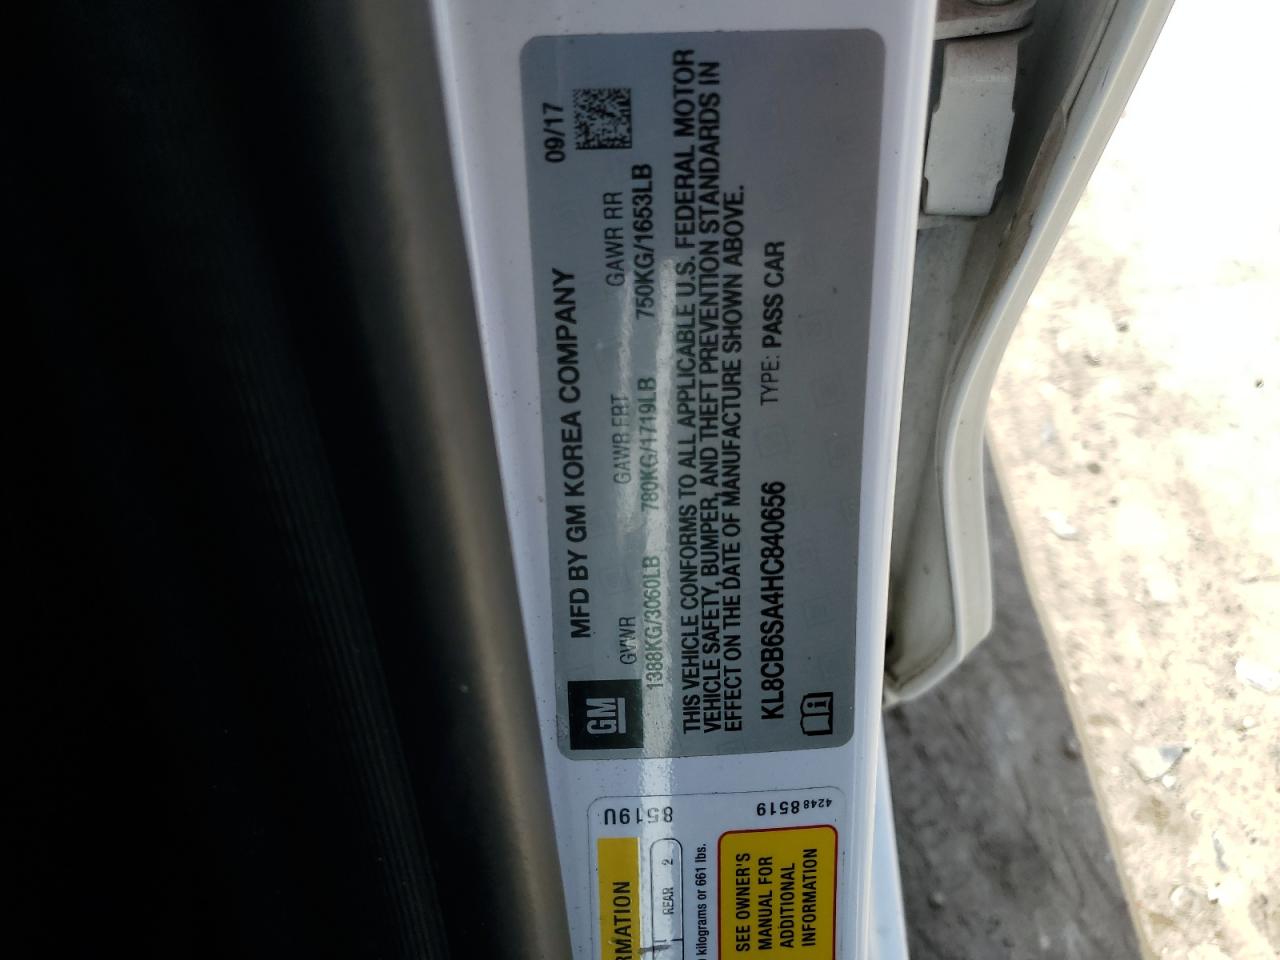 MFD BY GM KOREA COMPANY 09/17
GM
GVWR GAWR FRT GAWR RR
1388KG/3060LB 780KG/1719LB 750KG/1653LB
THIS VEHICLE CONFORMS TO ALL APPLICABLE U.S. FEDERAL MOTOR
VEHICLE SAFETY, BUMPER, AND THEFT PREVENTION STANDARDS IN
EFFECT ON THE DATE OF MANUFACTURE SHOWN ABOVE.
KL8CB6SA4HC840656 TYPE: PASS CAR
8519U
4248 8519
RMATION
REAR 2
kilograms or 661 lbs.
SEE OWNER'S
MANUAL FOR
ADDITIONAL
INFORMATION